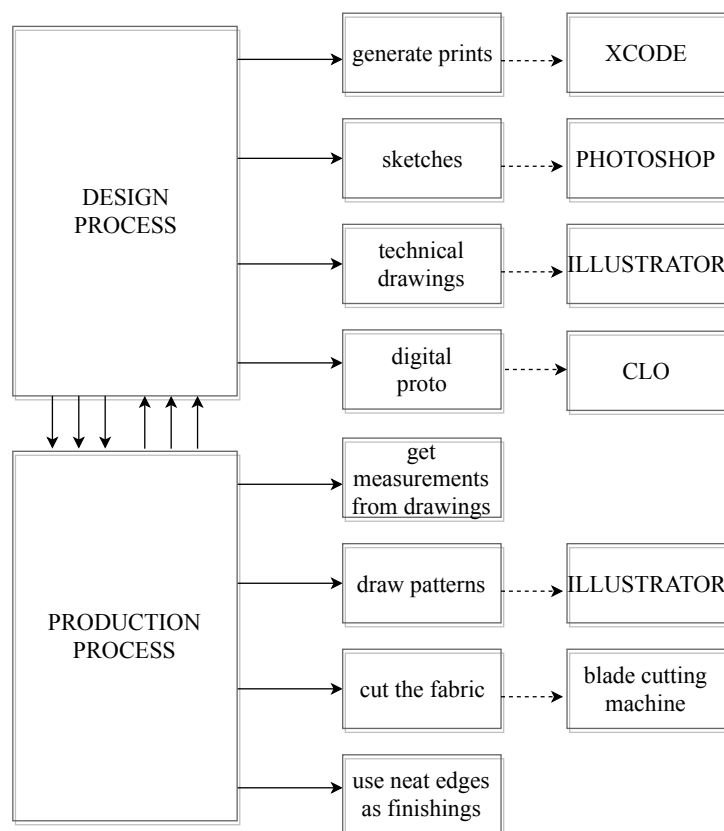 generate prints
XCODE
sketches
PHOTOSHOP
DESIGN
PROCESS
technical
drawings
ILLUSTRATOR
digital
proto
CLO
get
measurements
from drawings
draw patterns
ILLUSTRATOR
PRODUCTION
PROCESS
cut the fabric
blade cutting
machine
use neat edges
as finishings